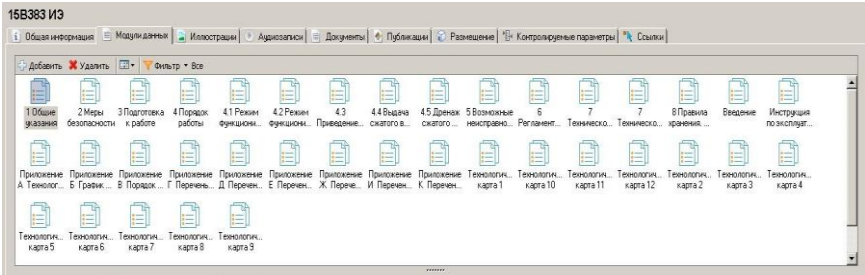 15В383 ИЭ
Общая информация Модули данных Иллюстрации Аудиозаписи Документы Публикации Размещение Контролируемые параметры Ссылки
Добавить Удалить Фильтр Все
1 Общие 2 Меры 3 Подготовка 4 Порядок 4.1 Режим 4.2 Режим 4.3 4.4 Выдача 4.5 Дренаж 5 Возможные 6 7 7 8 Правила Введение Инструкция
указания безопасности к работе работы функциони... функциони... Приведение... сжатого в... сжатого ... неисправно... Регламент... Техническо... Техническо... хранения. ... по эксплуат...
Приложение Приложение Приложение Приложение Приложение Приложение Приложение Приложение Приложение Технологич... Технологич... Технологич... Технологич... Технологич... Технологич... Технологич...
А Технолог... Б График ... В Порядок ... Г Перечень... Д Перечен... Е Перечен... Ж Перече... И Перечен... К Перечен... карта 1 карта 10 карта 11 карта 12 карта 2 карта 3 карта 4
Технологич... Технологич... Технологич... Технологич... Технологич...
карта 5 карта 6 карта 7 карта 8 карта 9